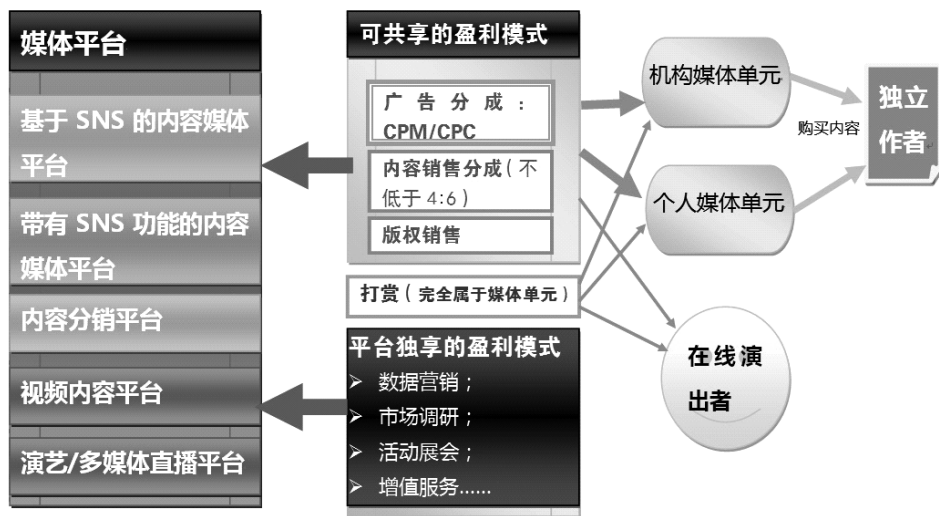 媒体平台
基于 SNS 的内容媒体
平台
带有 SNS 功能的内容
媒体平台
内容分销平台
视频内容平台
演艺/多媒体直播平台
可共享的盈利模式
广告分成：
CPM/CPC
内容销售分成（不
低于 4:6）
版权销售
打赏（完全属于媒体单元）
平台独享的盈利模式
➢ 数据营销；
➢ 市场调研；
➢ 活动展会；
➢ 增值服务......
机构媒体单元
个人媒体单元
在线演
出者
购买内容
独立
作者